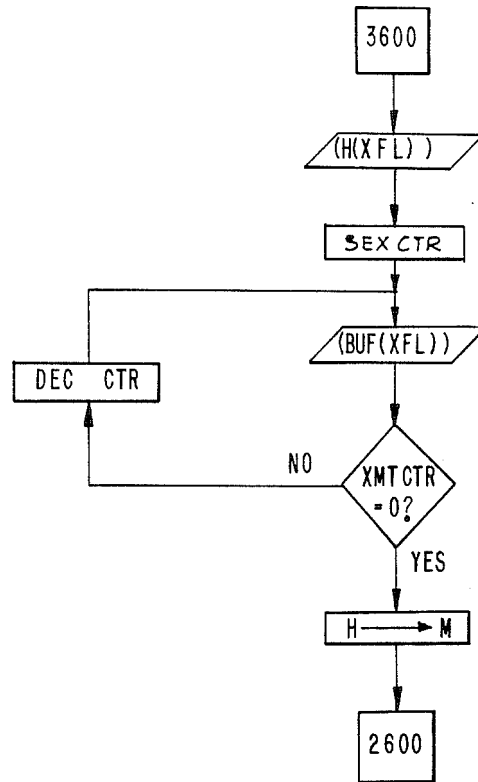 3600
(H(XFL))
SEX CTR
(BUF(XFL))
DEC CTR
NO
XMT CTR
= 0?
YES
H → M
2600